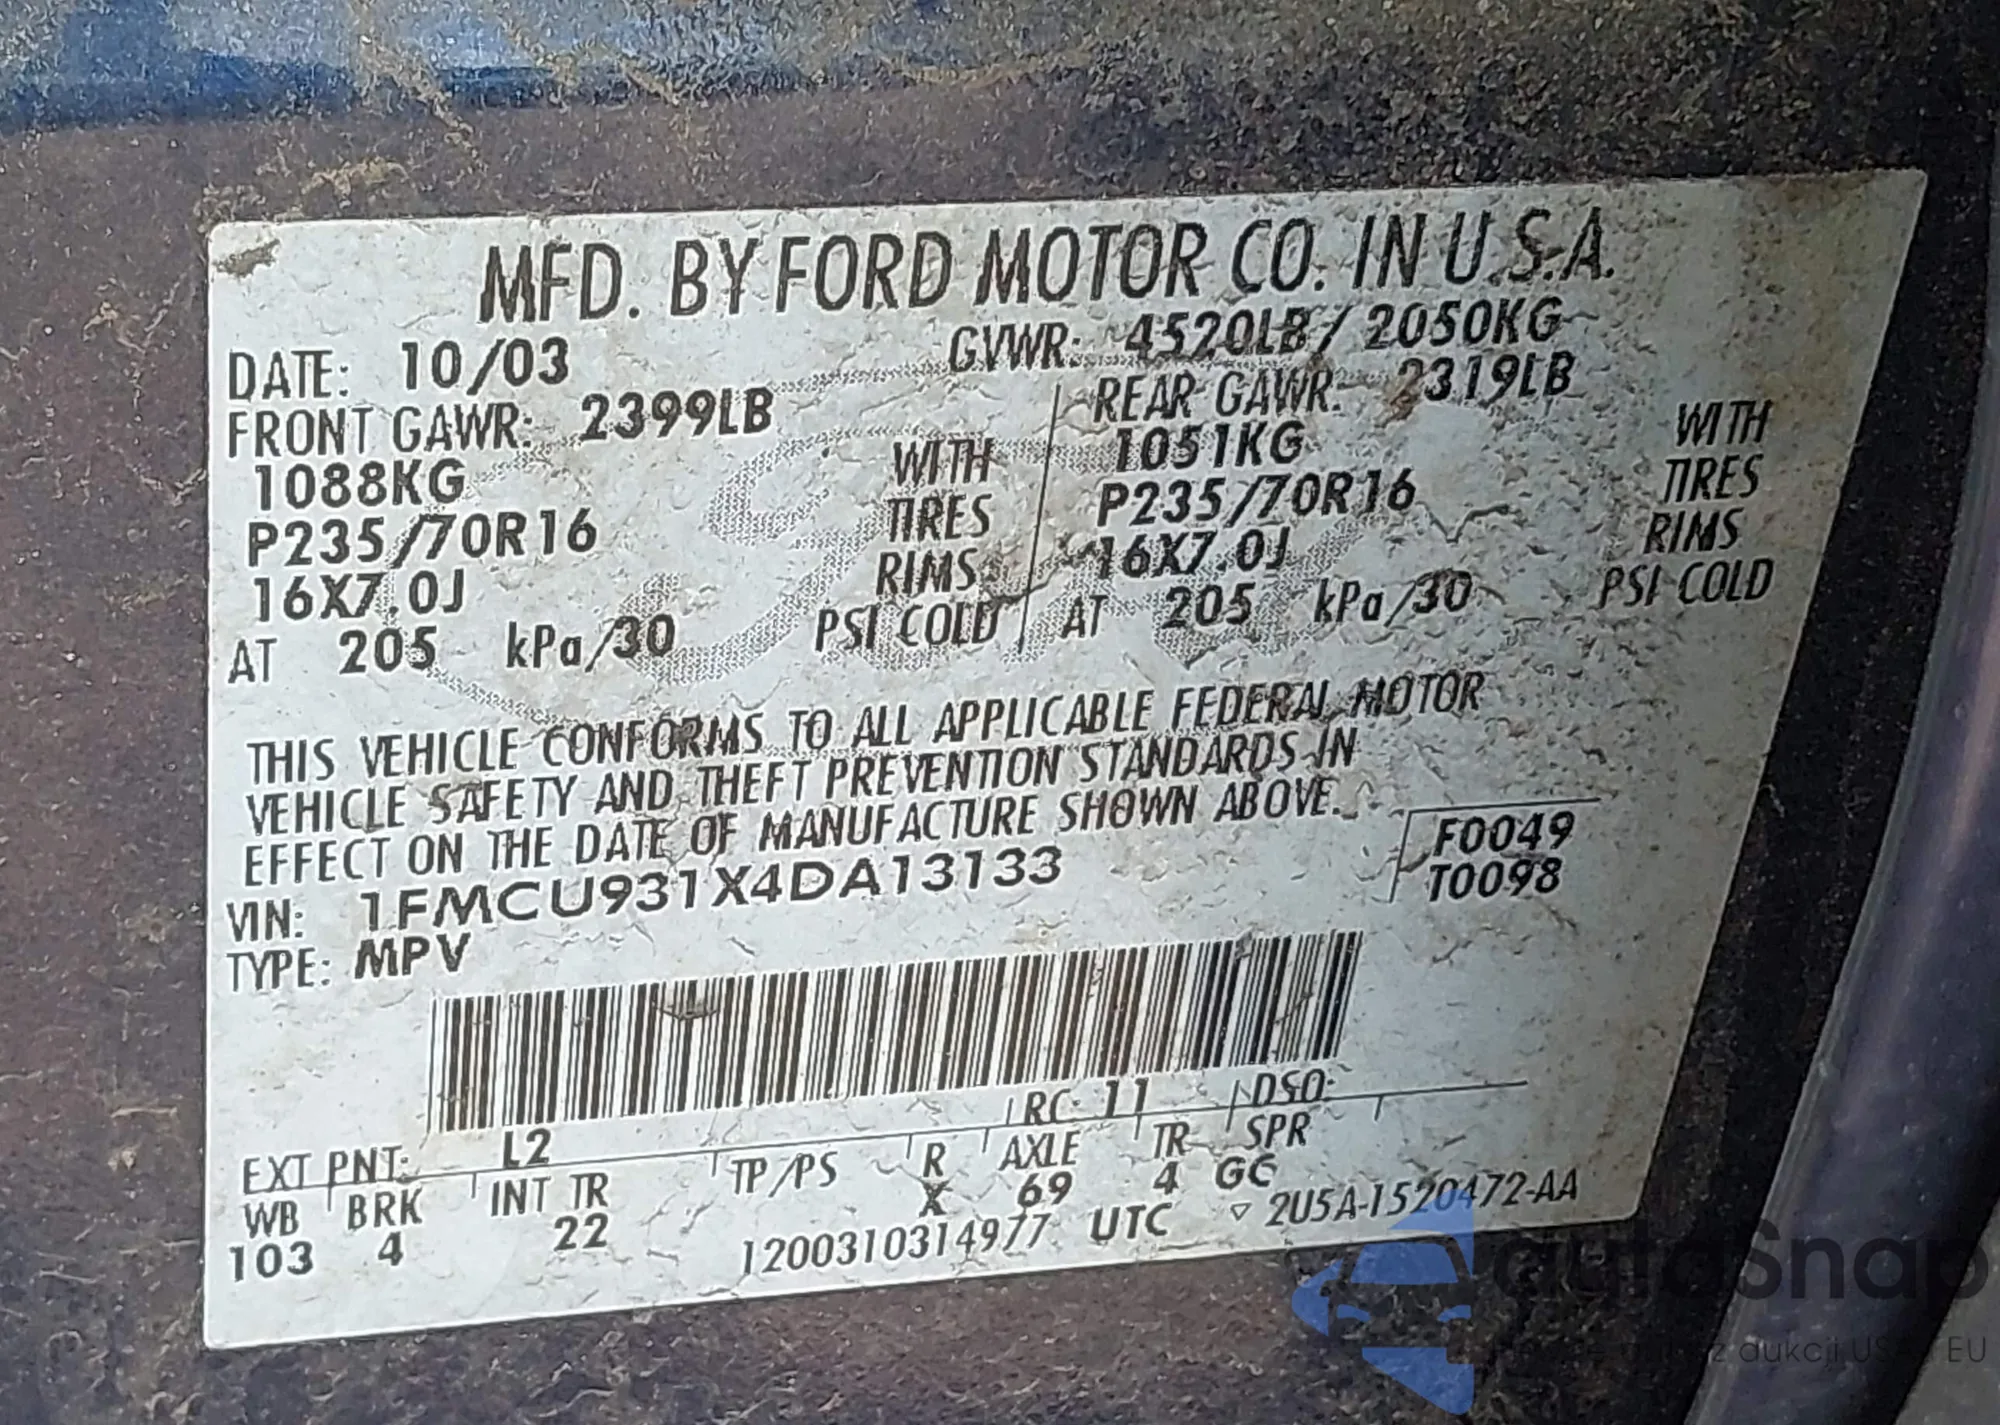 MFD. BY FORD MOTOR CO. IN U.S.A.
DATE: 10/03 GVWR: 4520LB / 2050KG
FRONT GAWR: 2399LB REAR GAWR: 2319LB
1088KG WITH 1051KG WITH
P235/70R16 TIRES P235/70R16 TIRES
16X7.0J RIMS 16X7.0J RIMS
AT 205 kPa/30 PSI COLD AT 205 kPa/30 PSI COLD
THIS VEHICLE CONFORMS TO ALL APPLICABLE FEDERAL MOTOR
VEHICLE SAFETY AND THEFT PREVENTION STANDARDS IN
EFFECT ON THE DATE OF MANUFACTURE SHOWN ABOVE.
F0049
VIN: 1FMCU931X4DA13133 T0098
TYPE: MPV
EXT PNT: L2 RC: 11 DSO:
WB BRK INT TR TP/PS R AXLE TR SPR
103 4 22 X 69 4 GC
1200310314977 UTC ▽ 2U5A-1520472-AA
autoSnap
dukcji USA EU